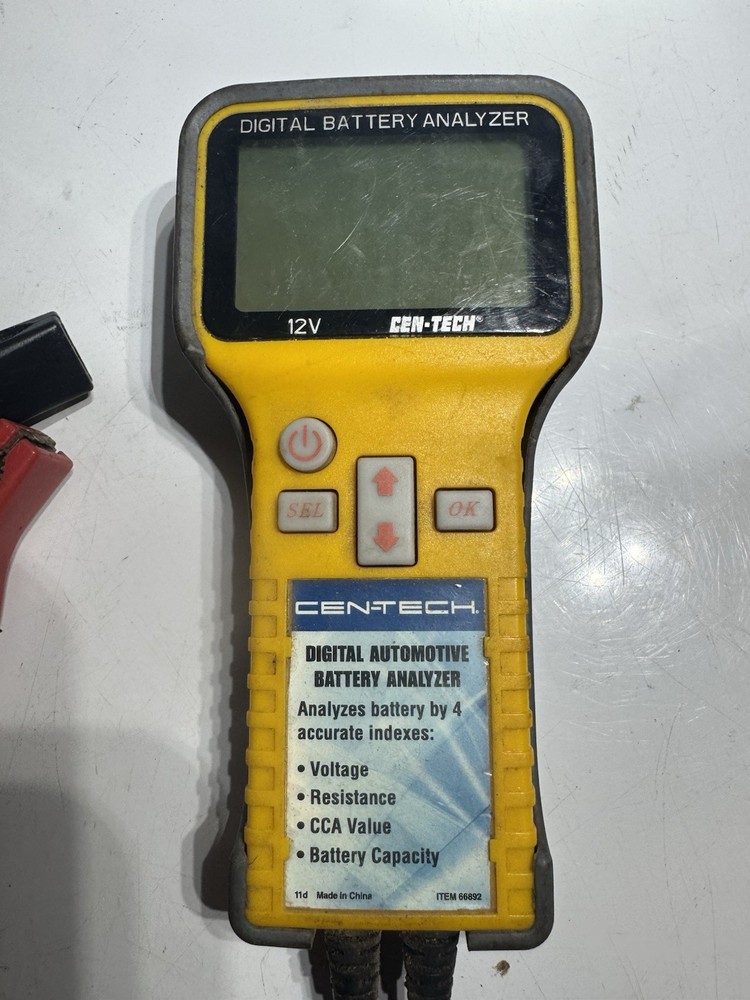 DIGITAL BATTERY ANALYZER
12V CEN-TECH®
SEL OK
CEN-TECH.
DIGITAL AUTOMOTIVE
BATTERY ANALYZER
Analyzes battery by 4
accurate indexes:
• Voltage
• Resistance
• CCA Value
• Battery Capacity
11d Made in China ITEM 66892